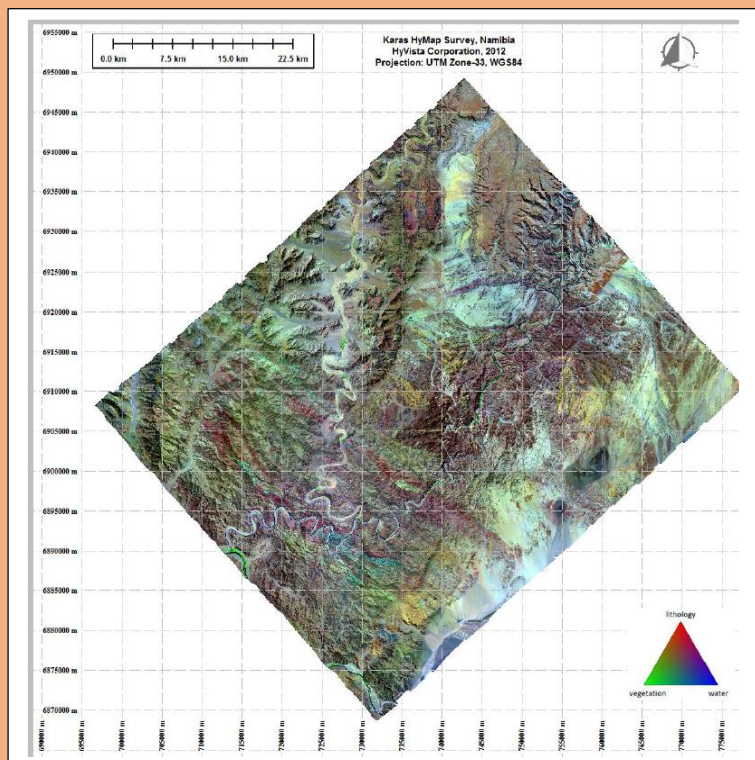 Karas HyMap Survey, Namibia
HyVista Corporation, 2012
Projection: UTM Zone-33, WGS84
0.0 km 7.5 km 15.0 km 22.5 km
6955000 m
6950000 m
6945000 m
6940000 m
6935000 m
6930000 m
6925000 m
6920000 m
6915000 m
6910000 m
6905000 m
6900000 m
6895000 m
6890000 m
6885000 m
6880000 m
6875000 m
6870000 m
lithology
vegetation water
690000 m
695000 m
700000 m
705000 m
710000 m
715000 m
720000 m
725000 m
730000 m
735000 m
740000 m
745000 m
750000 m
755000 m
760000 m
765000 m
770000 m
775000 m